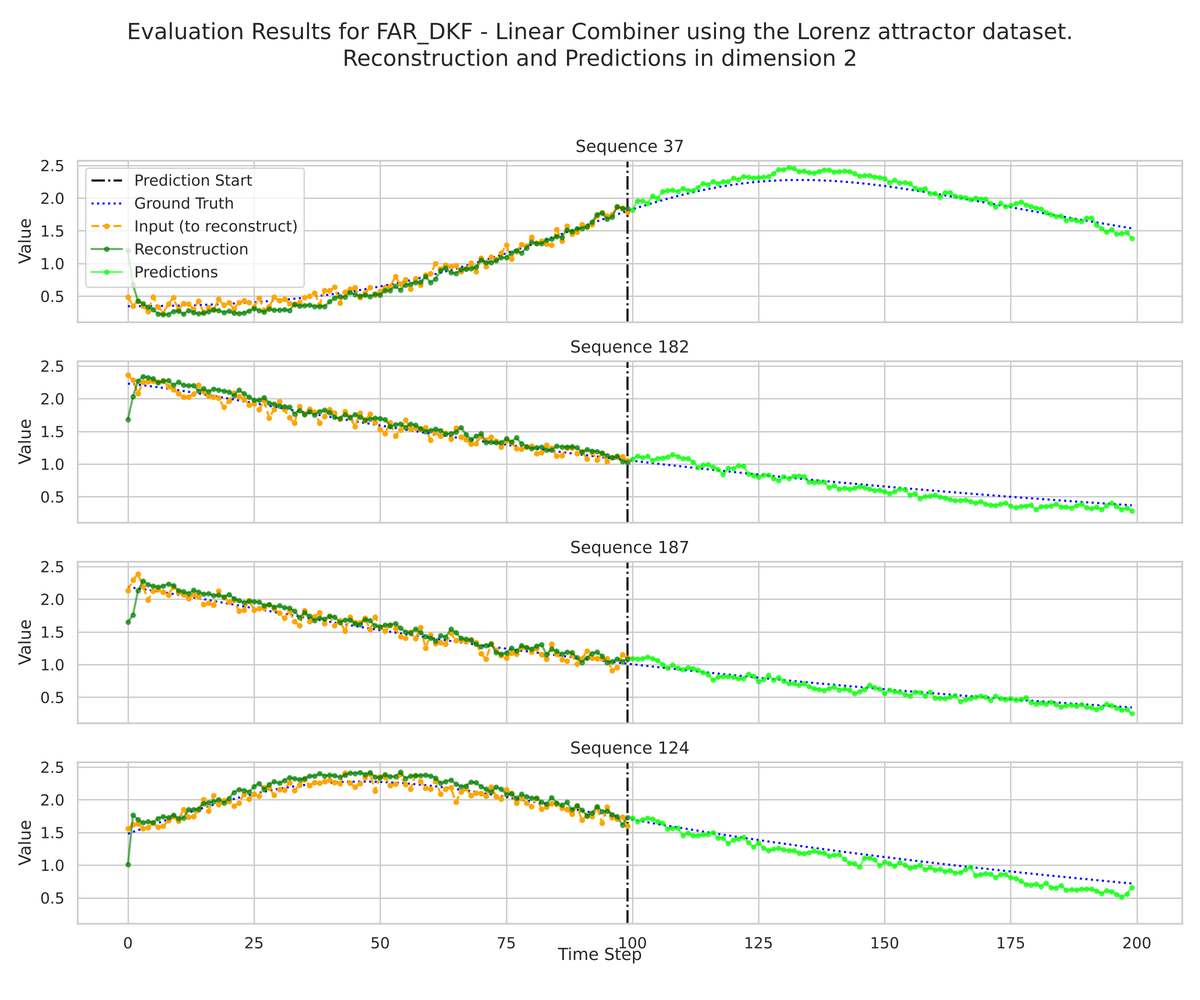 Evaluation Results for FAR_DKF - Linear Combiner using the Lorenz attractor dataset.
Reconstruction and Predictions in dimension 2
Sequence 37
Value
2.5
2.0
1.5
1.0
0.5
Prediction Start
Ground Truth
Input (to reconstruct)
Reconstruction
Predictions
Sequence 182
Value
2.5
2.0
1.5
1.0
0.5
Sequence 187
Value
2.5
2.0
1.5
1.0
0.5
Sequence 124
Value
2.5
2.0
1.5
1.0
0.5
0 25 50 75 100 125 150 175 200
Time Step